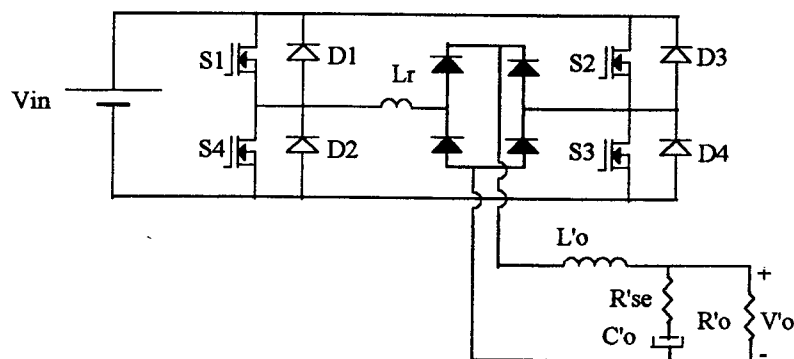 S1
D1
S2
D3
Lr
Vin
S4
D2
S3
D4
L'o
+
R'se
R'o
V'o
C'o
-